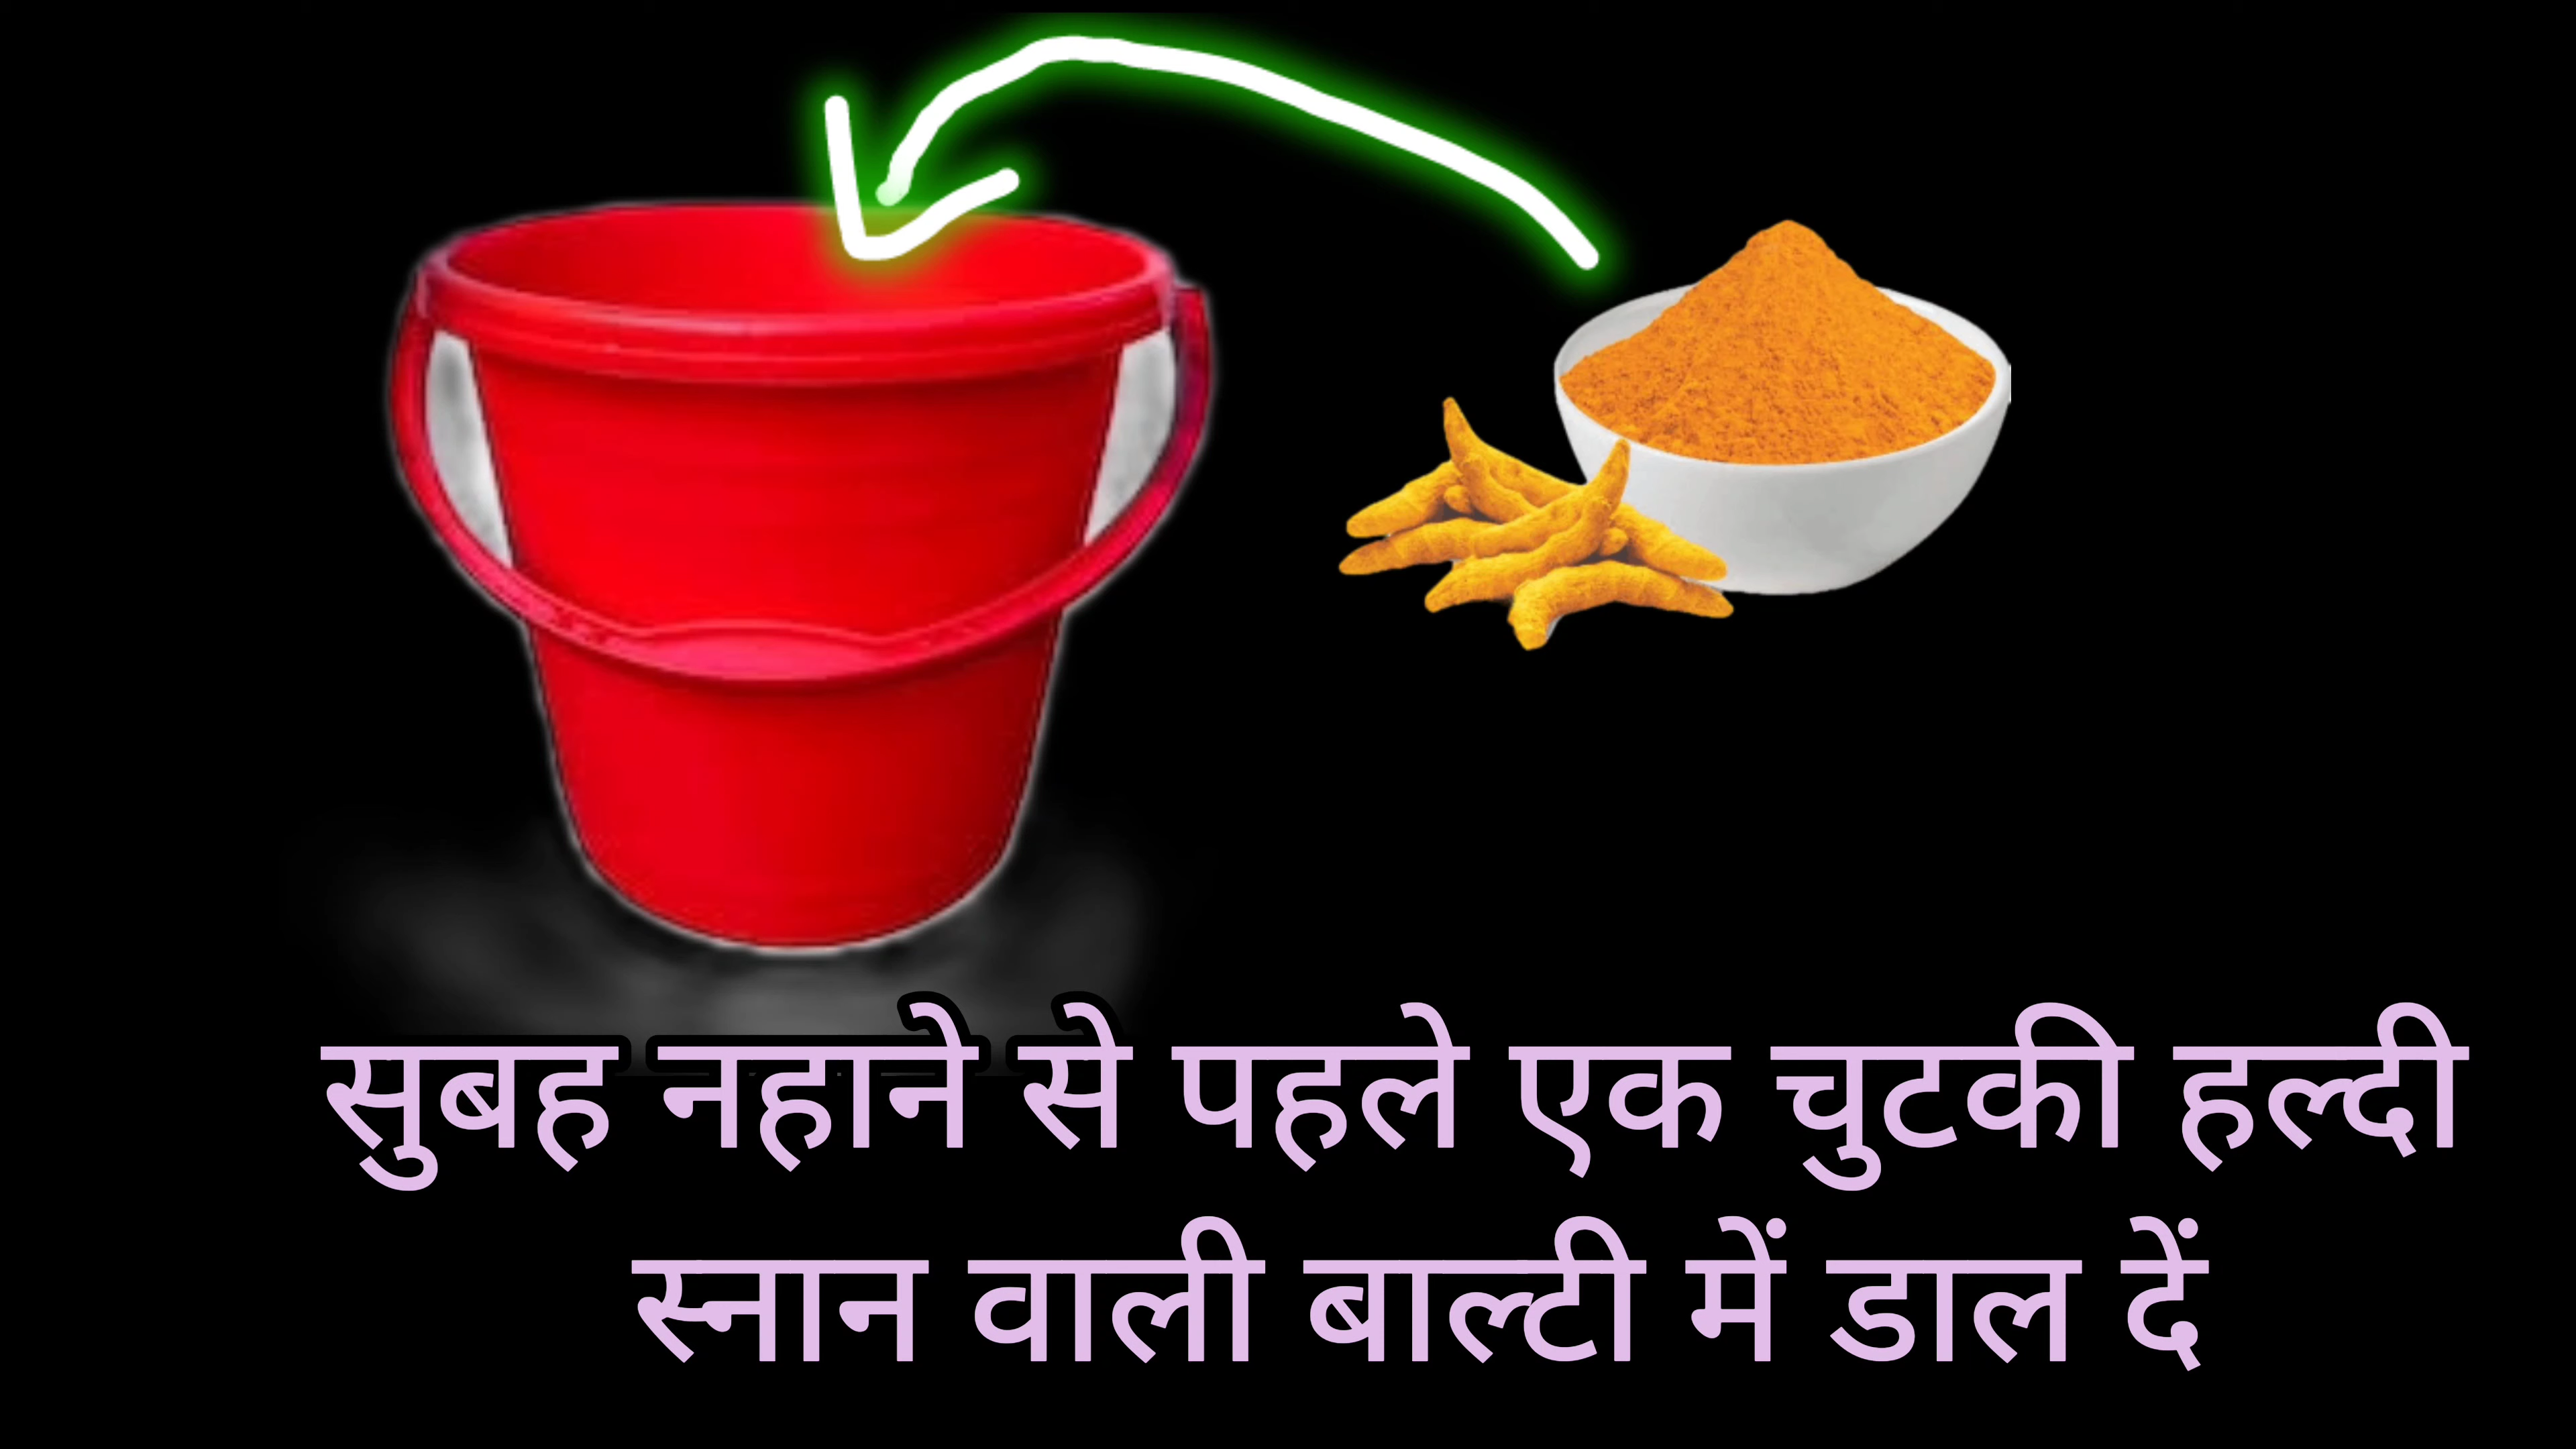 सुबह नहाने से पहले एक चुटकी हल्दी
स्नान वाली बाल्टी में डाल दें